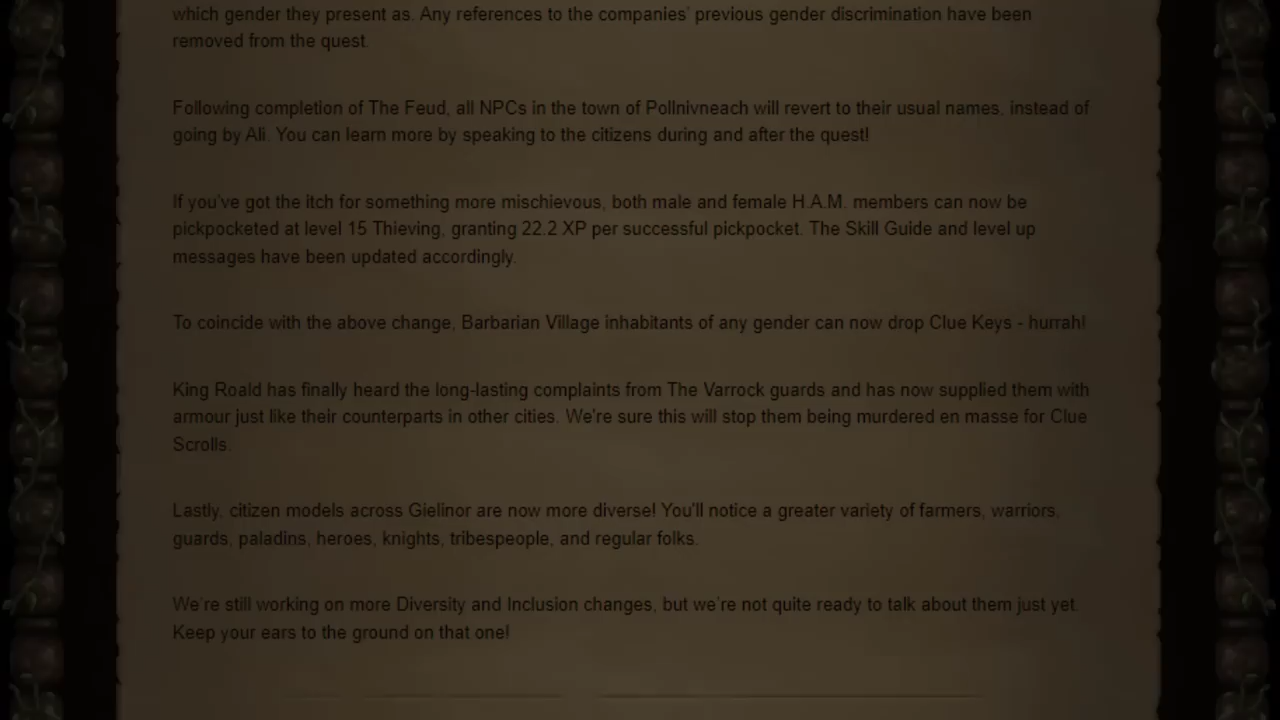 which gender they present as. Any references to the companies' previous gender discrimination have been
removed from the quest.
Following completion of The Feud, all NPCs in the town of Pollnivneach will revert to their usual names, instead of
going by Ali. You can learn more by speaking to the citizens during and after the quest!
If you've got the itch for something more mischievous, both male and female H.A.M. members can now be
pickpocketed at level 15 Thieving, granting 22.2 XP per successful pickpocket. The Skill Guide and level up
messages have been updated accordingly.
To coincide with the above change, Barbarian Village inhabitants of any gender can now drop Clue Keys - hurrah!
King Roald has finally heard the long-lasting complaints from The Varrock guards and has now supplied them with
armour just like their counterparts in other cities. We're sure this will stop them being murdered en masse for Clue
Scrolls.
Lastly, citizen models across Gielinor are now more diverse! You'll notice a greater variety of farmers, warriors,
guards, paladins, heroes, knights, tribespeople, and regular folks.
We're still working on more Diversity and Inclusion changes, but we're not quite ready to talk about them just yet.
Keep your ears to the ground on that one!